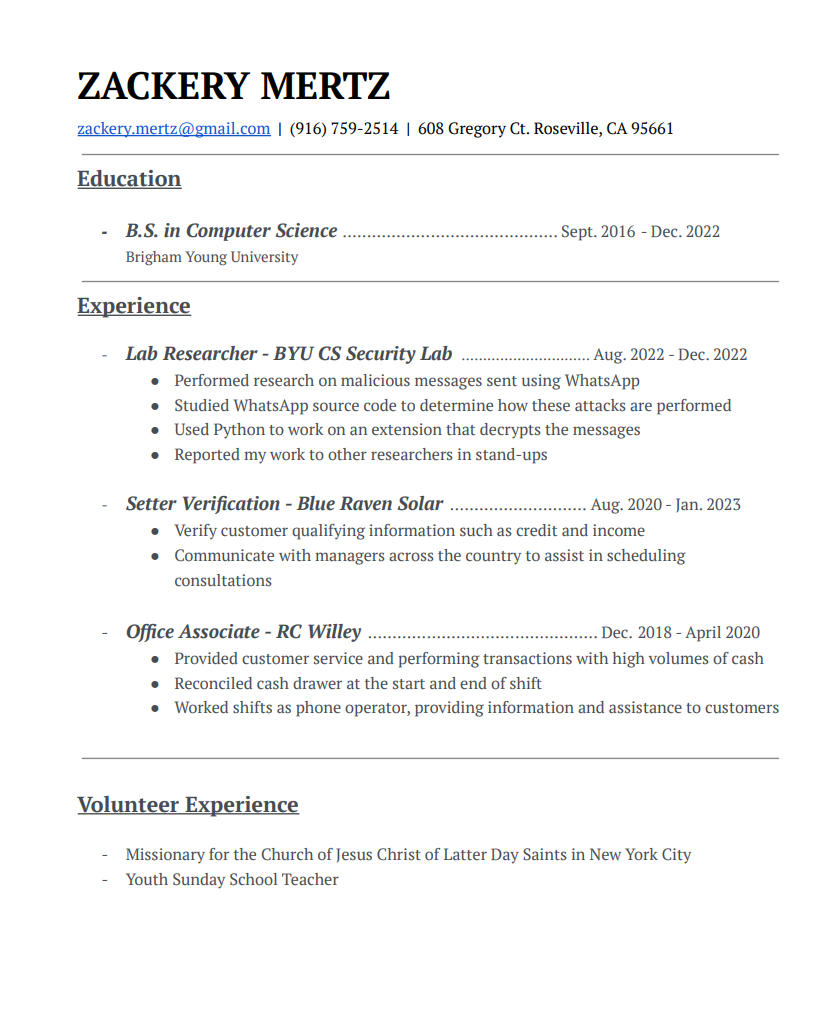 ZACKERY MERTZ
zackery.mertz@gmail.com | (916) 759-2514 | 608 Gregory Ct. Roseville, CA 95661
Education
- B.S. in Computer Science ............................................ Sept. 2016 - Dec. 2022
Brigham Young University
Experience
- Lab Researcher - BYU CS Security Lab ............................... Aug. 2022 - Dec. 2022
● Performed research on malicious messages sent using WhatsApp
● Studied WhatsApp source code to determine how these attacks are performed
● Used Python to work on an extension that decrypts the messages
● Reported my work to other researchers in stand-ups
- Setter Verification - Blue Raven Solar ............................ Aug. 2020 - Jan. 2023
● Verify customer qualifying information such as credit and income
● Communicate with managers across the country to assist in scheduling
consultations
- Office Associate - RC Willey ............................................... Dec. 2018 - April 2020
● Provided customer service and performing transactions with high volumes of cash
● Reconciled cash drawer at the start and end of shift
● Worked shifts as phone operator, providing information and assistance to customers
Volunteer Experience
- Missionary for the Church of Jesus Christ of Latter Day Saints in New York City
- Youth Sunday School Teacher